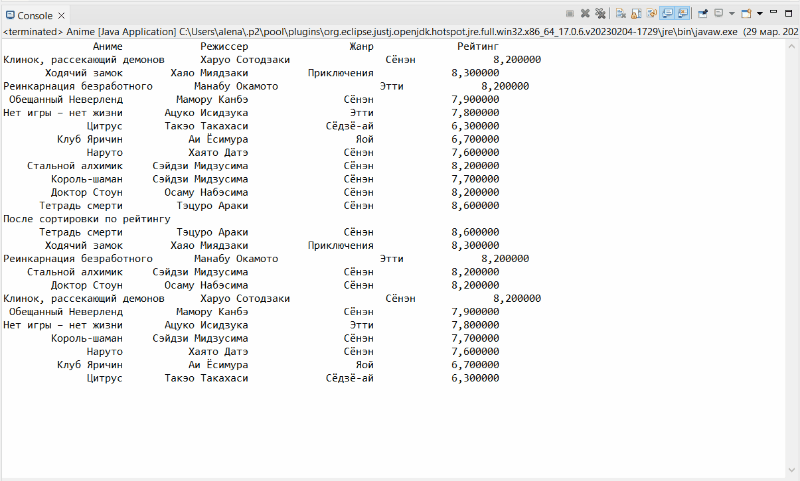 Console
<terminated> Anime [Java Application] C:\Users\alena\.p2\pool\plugins\org.eclipse.justj.openjdk.hotspot.jre.full.win32.x86_64_17.0.6.v20230204-1729\jre\bin\javaw.exe (29 мар. 202
Аниме Режиссер Жанр Рейтинг
Клинок, рассекающий демонов Харуо Сотодзаки Сёнэн 8,200000
Ходячий замок Хаяо Миядзаки Приключения 8,300000
Реинкарнация безработного Манабу Окамото Этти 8,200000
Обещанный Неверленд Мамору Канбэ Сёнэн 7,900000
Нет игры – нет жизни Ацуко Исидзука Этти 7,800000
Цитрус Такэо Такахаси Сёдзё-ай 6,300000
Клуб Яричин Аи Ёсимура Яой 6,700000
Наруто Хаято Датэ Сёнэн 7,600000
Стальной алхимик Сэйдзи Мидзусима Сёнэн 8,200000
Король-шаман Сэйдзи Мидзусима Сёнэн 7,700000
Доктор Стоун Осаму Набэсима Сёнэн 8,200000
Тетрадь смерти Тэцуро Араки Сёнэн 8,600000
После сортировки по рейтингу
Тетрадь смерти Тэцуро Араки Сёнэн 8,600000
Ходячий замок Хаяо Миядзаки Приключения 8,300000
Реинкарнация безработного Манабу Окамото Этти 8,200000
Стальной алхимик Сэйдзи Мидзусима Сёнэн 8,200000
Доктор Стоун Осаму Набэсима Сёнэн 8,200000
Клинок, рассекающий демонов Харуо Сотодзаки Сёнэн 8,200000
Обещанный Неверленд Мамору Канбэ Сёнэн 7,900000
Нет игры – нет жизни Ацуко Исидзука Этти 7,800000
Король-шаман Сэйдзи Мидзусима Сёнэн 7,700000
Наруто Хаято Датэ Сёнэн 7,600000
Клуб Яричин Аи Ёсимура Яой 6,700000
Цитрус Такэо Такахаси Сёдзё-ай 6,300000